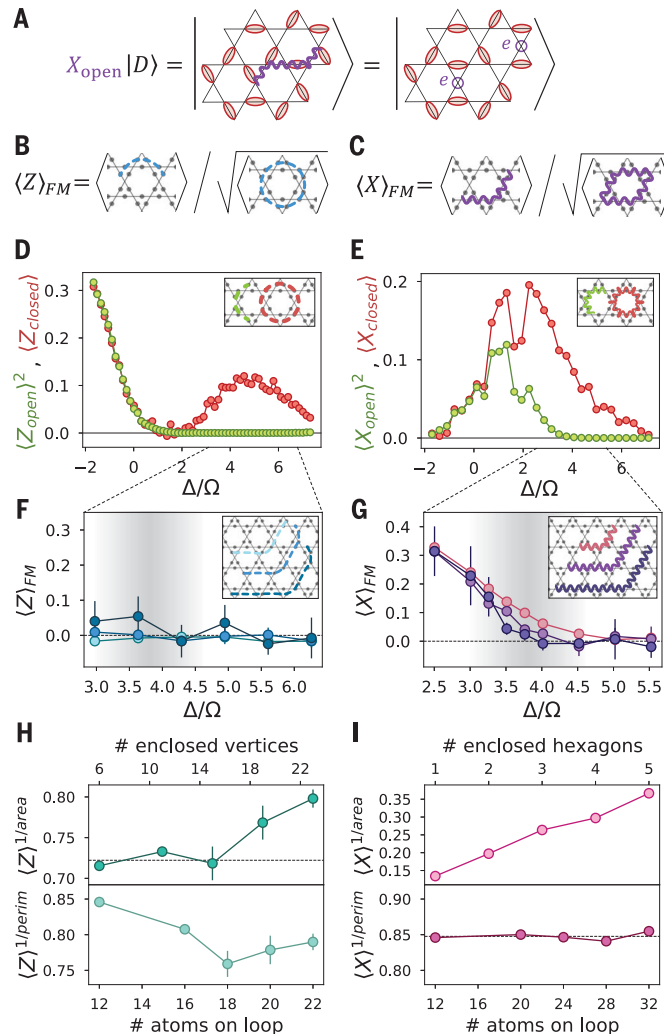 A
X_open |D⟩ = | ⟩ = | e e ⟩
B
⟨Z⟩_FM = ⟨ ⟩ / √⟨ ⟩
C
⟨X⟩_FM = ⟨ ⟩ / √⟨ ⟩
D
⟨Z_open⟩², ⟨Z_closed⟩
0.3
0.2
0.1
0.0
−2 0 2 4 6
Δ/Ω
E
⟨X_open⟩², ⟨X_closed⟩
0.2
0.1
0.0
−2 0 2 4 6
Δ/Ω
F
⟨Z⟩_FM
0.3
0.2
0.1
0.0
3.0 3.5 4.0 4.5 5.0 5.5 6.0
Δ/Ω
G
⟨X⟩_FM
0.4
0.3
0.2
0.1
0.0
2.5 3.0 3.5 4.0 4.5 5.0 5.5
Δ/Ω
H
# enclosed vertices
6 11 15 23
⟨Z⟩^1/area
0.80
0.75
0.70
⟨Z⟩^1/perim
0.85
0.80
0.75
12 14 16 18 20 22
# atoms on loop
I
# enclosed hexagons
1 2 3 4 5
⟨X⟩^1/area
0.35
0.30
0.25
0.20
0.15
⟨X⟩^1/perim
0.90
0.85
0.80
12 16 20 24 28 32
# atoms on loop